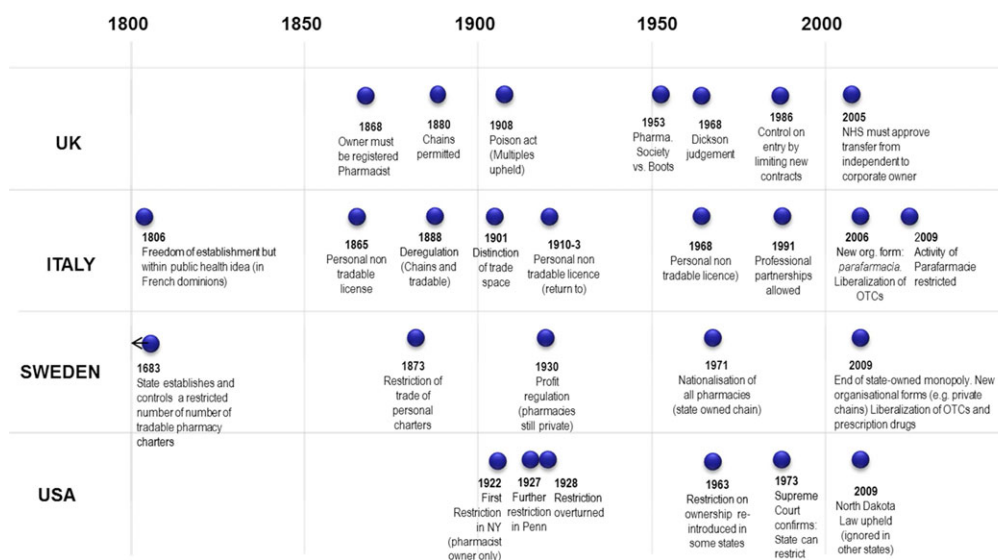 1800 1850 1900 1950 2000
UK
1868
Owner must
be registered
Pharmacist
1880
Chains
permitted
1908
Poison act
(Multiples
upheld)
1953
Pharma.
Society
vs. Boots
1968
Dickson
judgement
1986
Control on
entry by
limiting new
contracts
2005
NHS must approve
transfer from
independent to
corporate owner
ITALY
1806
Freedom of establishment but
within public health idea (in
French dominions)
1865
Personal non
tradable
license
1888
Deregulation
(Chains and
tradable)
1901
Distinction
of trade
space
1910-3
Personal non
tradable licence
(return to)
1968
Personal non
tradable licence)
1991
Professional
partnerships
allowed
2006
New org. form:
parafarmacia.
Liberalization of
OTCs
2009
Activity of
Parafarmacie
restricted
SWEDEN
1683
State establishes and
controls a restricted
number of number of
tradable pharmacy
charters
1873
Restriction of
trade of
personal
charters
1930
Profit
regulation
(pharmacies
still private)
1971
Nationalisation of
all pharmacies
(state owned chain)
2009
End of state-owned monopoly. New
organisational forms (e.g. private
chains) Liberalization of OTCs and
prescription drugs
USA
1922
First
Restriction
in NY
(pharmacist
owner only)
1927
Further
restriction
in Penn
1928
Restriction
overturned
1963
Restriction on
ownership re-
introduced in
some states
1973
Supreme
Court
confirms:
State can
restrict
2009
North Dakota
Law upheld
(ignored in
other states)